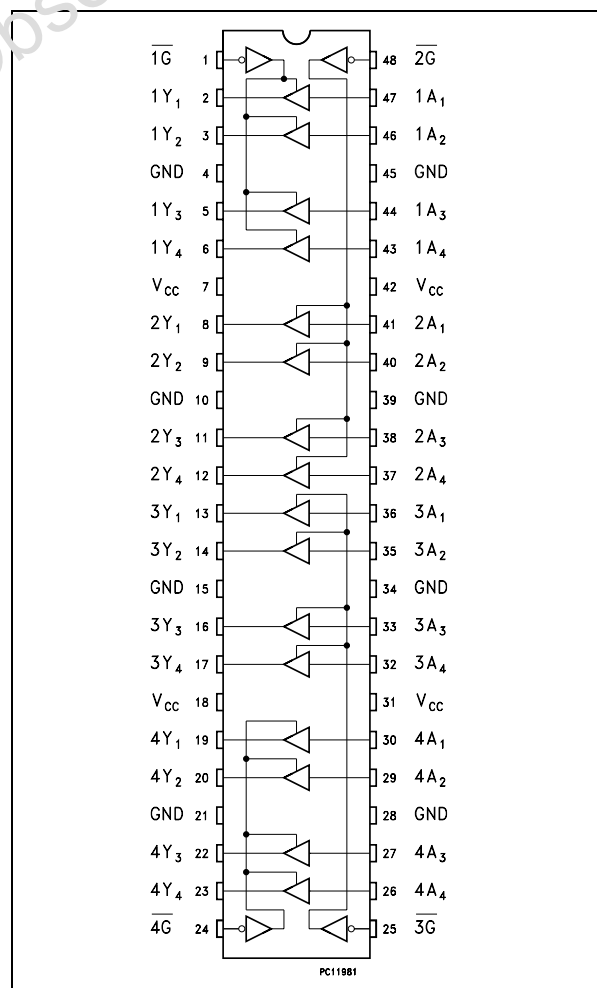 obs
1G 1 48 2G
1Y1 2 47 1A1
1Y2 3 46 1A2
GND 4 45 GND
1Y3 5 44 1A3
1Y4 6 43 1A4
VCC 7 42 VCC
2Y1 8 41 2A1
2Y2 9 40 2A2
GND 10 39 GND
2Y3 11 38 2A3
2Y4 12 37 2A4
3Y1 13 36 3A1
3Y2 14 35 3A2
GND 15 34 GND
3Y3 16 33 3A3
3Y4 17 32 3A4
VCC 18 31 VCC
4Y1 19 30 4A1
4Y2 20 29 4A2
GND 21 28 GND
4Y3 22 27 4A3
4Y4 23 26 4A4
4G 24 25 3G
PC11981